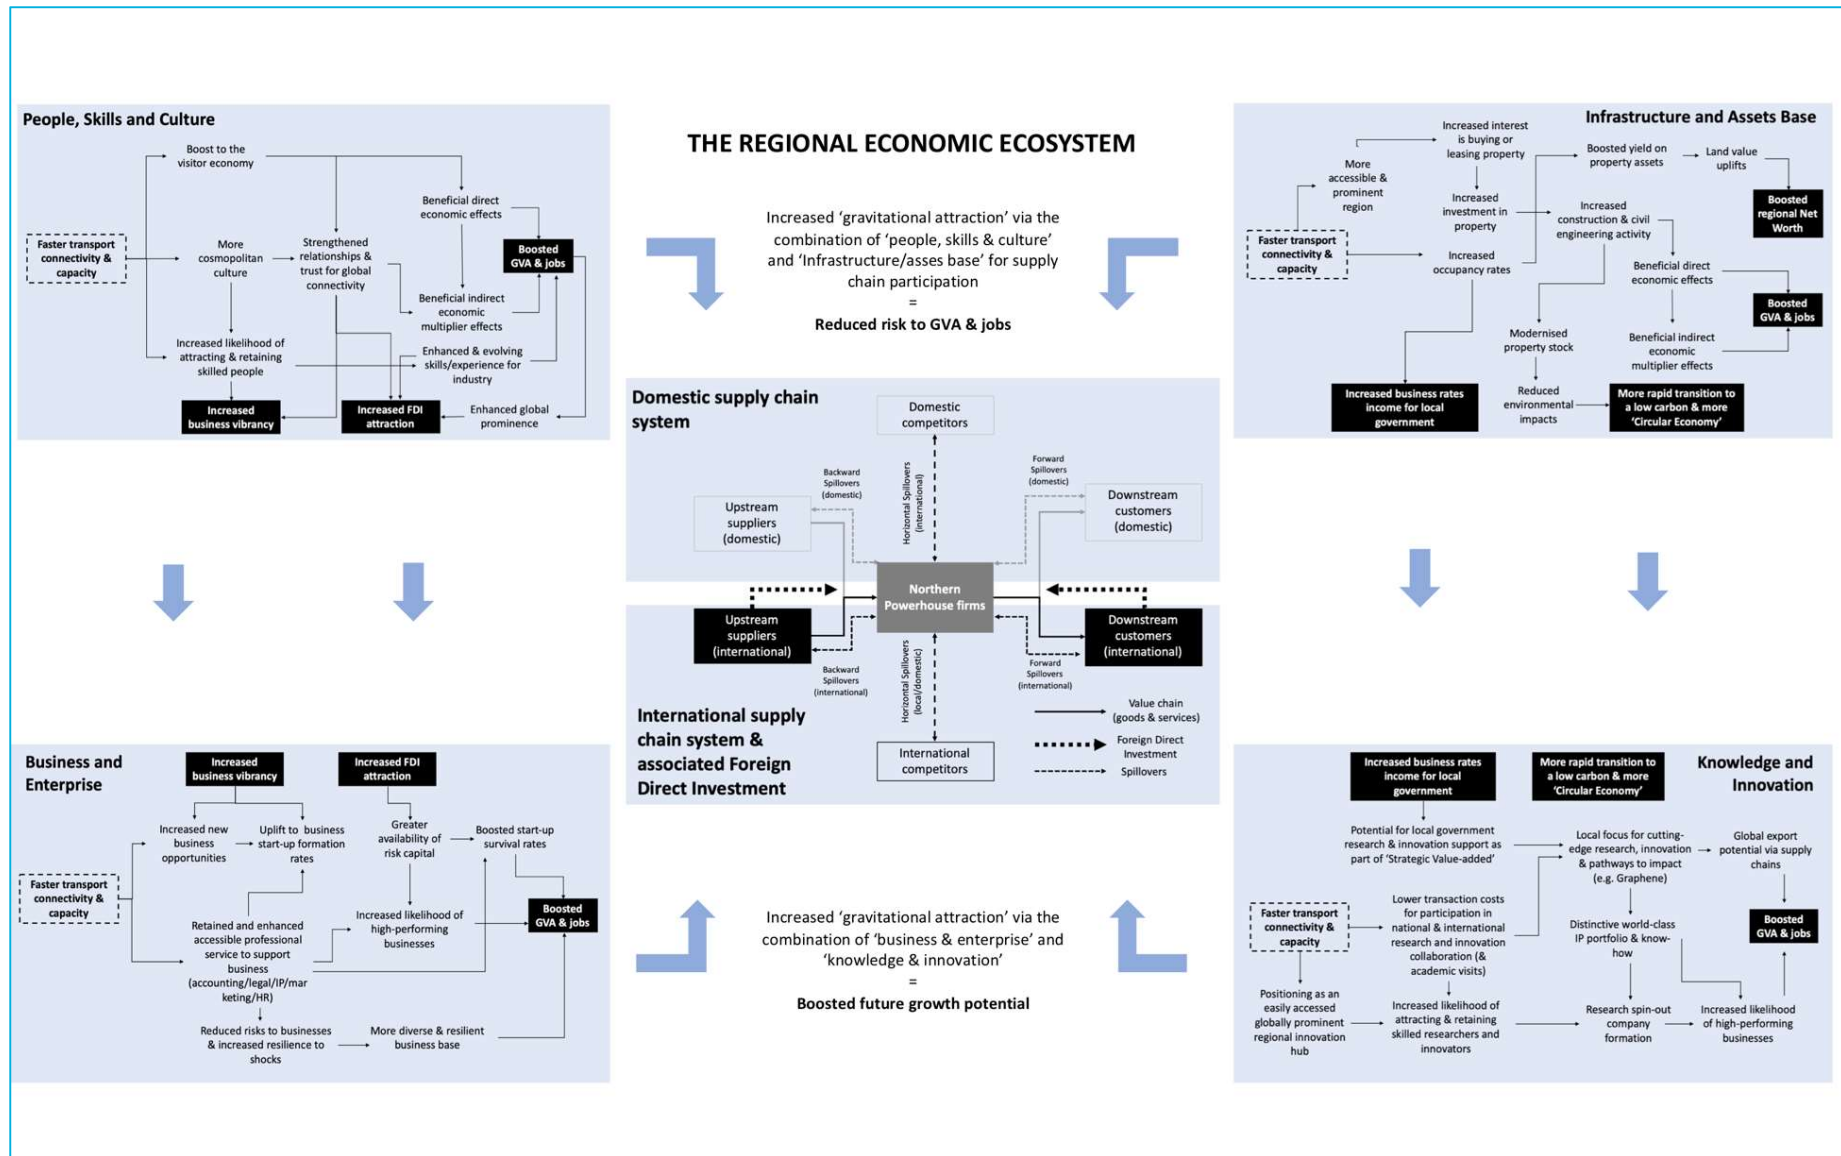 THE REGIONAL ECONOMIC ECOSYSTEM
People, Skills and Culture
Boost to the
visitor economy
Faster transport
connectivity &
capacity
More
cosmopolitan
culture
Strengthened
relationships &
trust for global
connectivity
Beneficial direct
economic effects
Boosted
GVA & jobs
Beneficial indirect
economic
multiplier effects
Increased likelihood of
attracting & retaining
skilled people
Enhanced & evolving
skills/experience for
industry
Increased
business vibrancy
Increased FDI
attraction
Enhanced global
prominence
Increased 'gravitational attraction' via the
combination of 'people, skills & culture'
and 'Infrastructure/asses base' for supply
chain participation
=
Reduced risk to GVA & jobs
Infrastructure and Assets Base
Increased interest
is buying or
leasing property
More
accessible &
prominent
region
Boosted yield on
property assets
Land value
uplifts
Boosted
regional Net
Worth
Increased
investment in
property
Increased
construction & civil
engineering activity
Faster transport
connectivity &
capacity
Increased
occupancy rates
Beneficial direct
economic effects
Boosted
GVA & jobs
Modernised
property stock
Beneficial indirect
economic
multiplier effects
Increased business rates
income for local
government
Reduced
environmental
impacts
More rapid transition to
a low carbon & more
'Circular Economy'
Domestic supply chain
system
Domestic
competitors
Backward
Spillovers
(domestic)
Horizontal Spillovers
(international)
Forward
Spillovers
(domestic)
Upstream
suppliers
(domestic)
Downstream
customers
(domestic)
Northern
Powerhouse firms
Upstream
suppliers
(international)
Downstream
customers
(international)
Backward
Spillovers
(international)
Horizontal Spillovers
(local/domestic)
Forward
Spillovers
(international)
International supply
chain system &
associated Foreign
Direct Investment
International
competitors
Value chain
(goods & services)
Foreign Direct
Investment
Spillovers
Business and
Enterprise
Increased
business vibrancy
Increased FDI
attraction
Increased new
business
opportunities
Uplift to business
start-up formation
rates
Greater
availability of
risk capital
Boosted start-up
survival rates
Faster transport
connectivity &
capacity
Retained and enhanced
accessible professional
service to support
business
(accounting/legal/IP/mar
keting/HR)
Increased likelihood of
high-performing
businesses
Boosted
GVA & jobs
Reduced risks to businesses
& increased resilience to
shocks
More diverse & resilient
business base
Increased 'gravitational attraction' via the
combination of 'business & enterprise' and
'knowledge & innovation'
=
Boosted future growth potential
Increased business rates
income for local
government
More rapid transition to
a low carbon & more
'Circular Economy'
Knowledge and
Innovation
Potential for local government
research & innovation support as
part of 'Strategic Value-added'
Local focus for cutting-
edge research, innovation
& pathways to impact
(e.g. Graphene)
Global export
potential via supply
chains
Faster transport
connectivity &
capacity
Lower transaction costs
for participation in
national & international
research and innovation
collaboration (&
academic visits)
Distinctive world-class
IP portfolio & know-
how
Boosted
GVA & jobs
Positioning as an
easily accessed
globally prominent
regional innovation
hub
Increased likelihood of
attracting & retaining
skilled researchers and
innovators
Research spin-out
company
formation
Increased likelihood
of high-performing
businesses